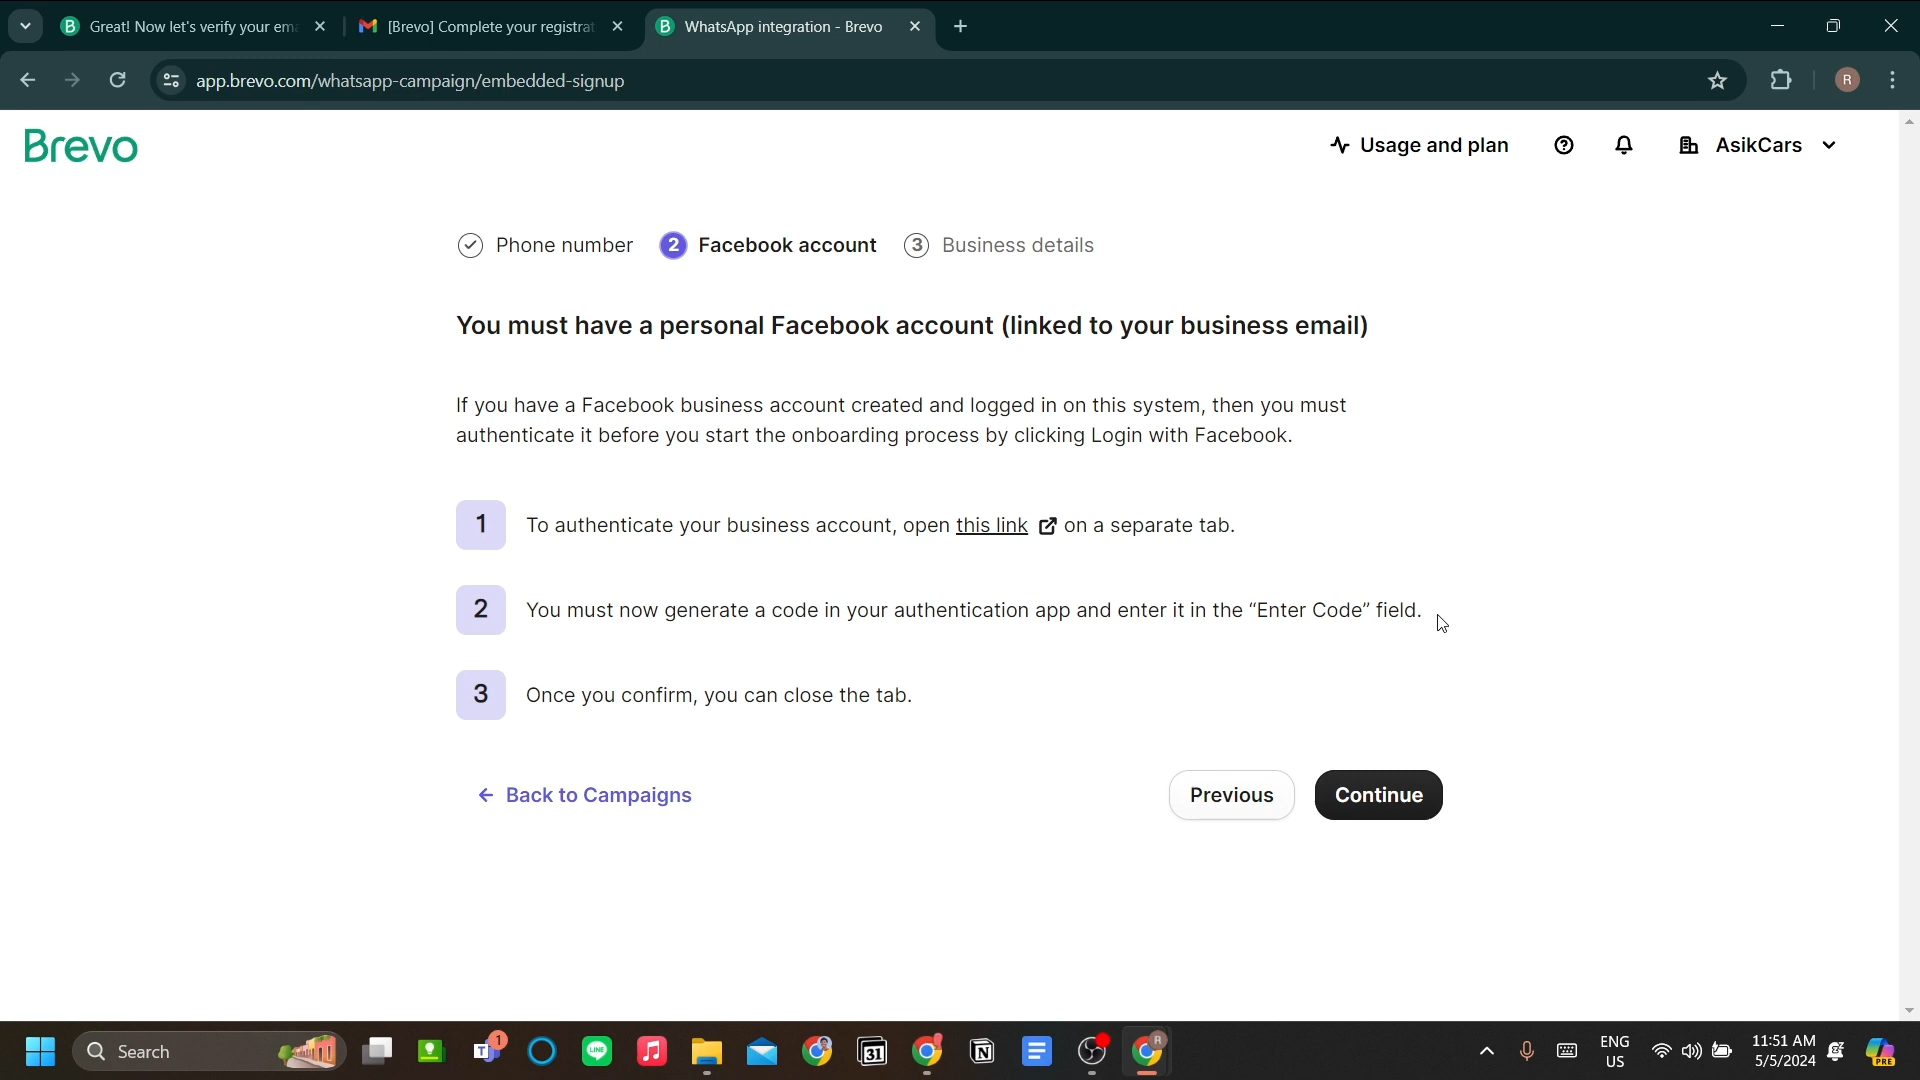 Great! Now let's verify your em
[Brevo] Complete your registrat
WhatsApp integration - Brevo
app.brevo.com/whatsapp-campaign/embedded-signup
R
Brevo
Usage and plan
AsikCars
Phone number
2 Facebook account
3 Business details
You must have a personal Facebook account (linked to your business email)
If you have a Facebook business account created and logged in on this system, then you must
authenticate it before you start the onboarding process by clicking Login with Facebook.
1 To authenticate your business account, open this link on a separate tab.
2 You must now generate a code in your authentication app and enter it in the “Enter Code” field.
3 Once you confirm, you can close the tab.
← Back to Campaigns
Previous
Continue
Search
1
LINE
31
R
ENG
US
11:51 AM
5/5/2024
PRE